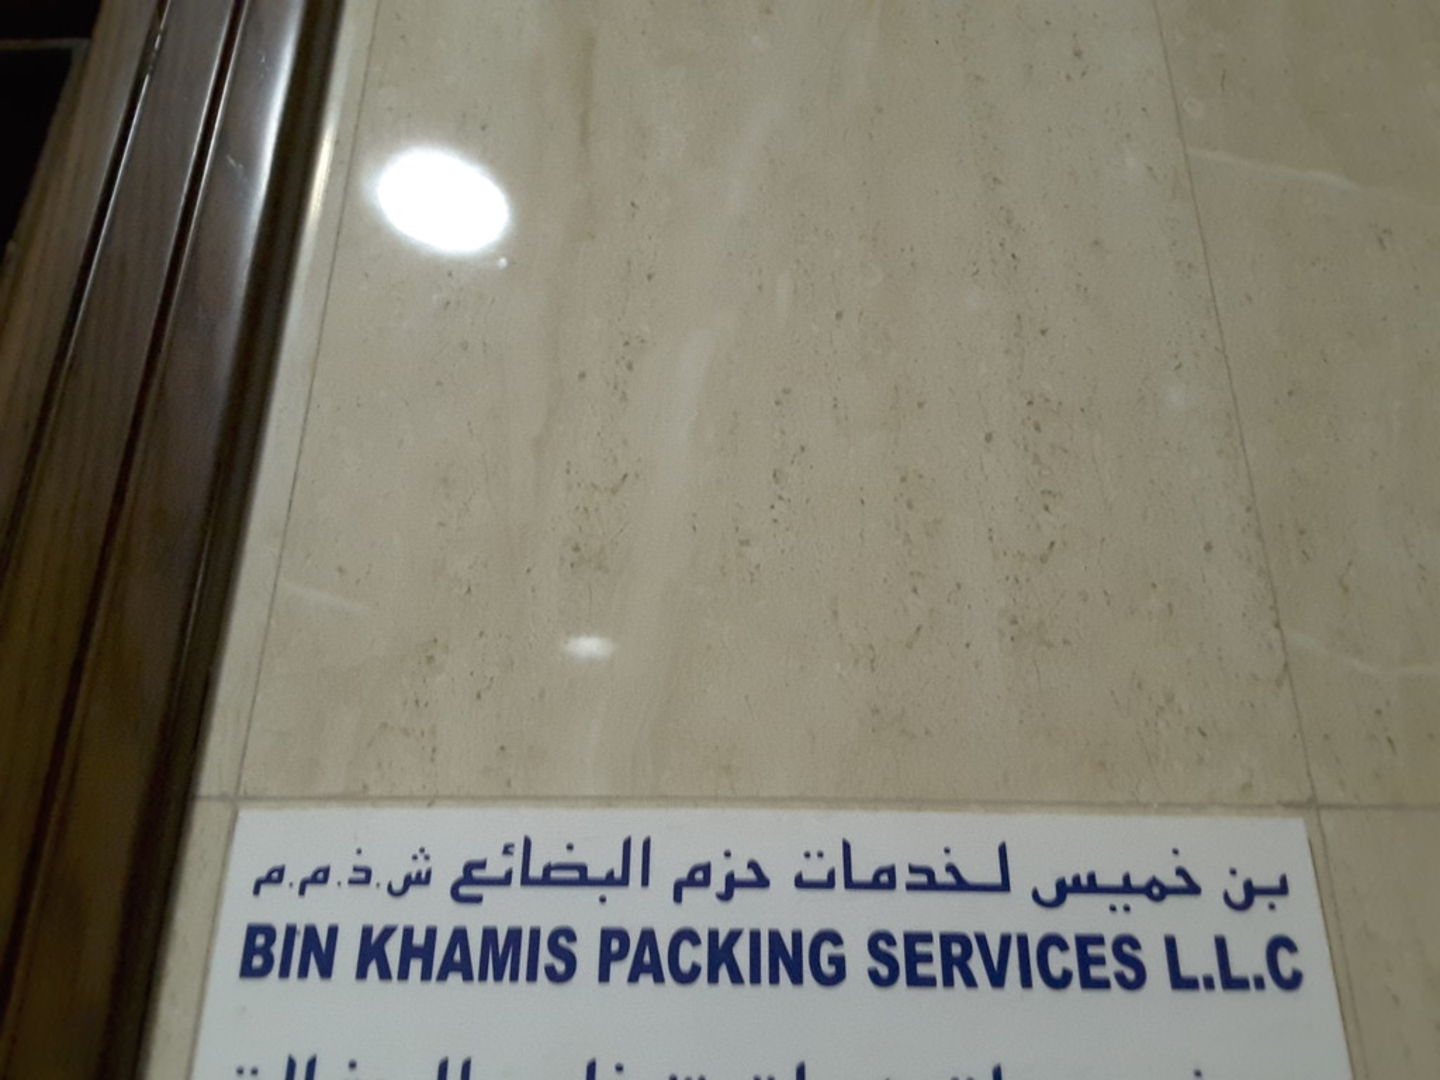 بن خميس لخدمات حزم البضائع ش.ذ.م.م
BIN KHAMIS PACKING SERVICES L.L.C